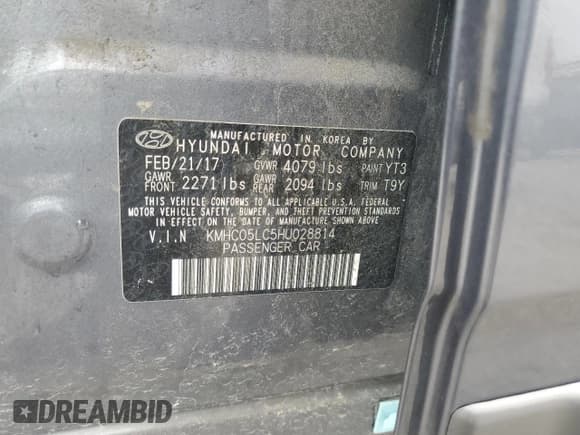 MANUFACTURED IN KOREA BY
HYUNDAI MOTOR COMPANY
FEB/21/17 GVWR 4079 lbs PAINT YT3
GAWR FRONT 2271 lbs GAWR REAR 2094 lbs TRIM T9Y
THIS VEHICLE CONFORMS TO ALL APPLICABLE U.S.A. FEDERAL
MOTOR VEHICLE SAFETY, BUMPER, AND THEFT PREVENTION STANDARDS
IN EFFECT ON THE DATE OF MANUFACTURE SHOWN ABOVE.
V.I.N KMHC05LC5HU028814
PASSENGER CAR
DREAMBID